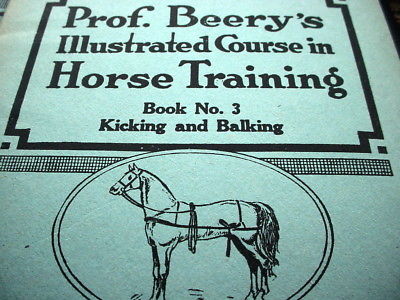 Prof. Beery's
Illustrated Course in
Horse Training
Book No. 3
Kicking and Balking